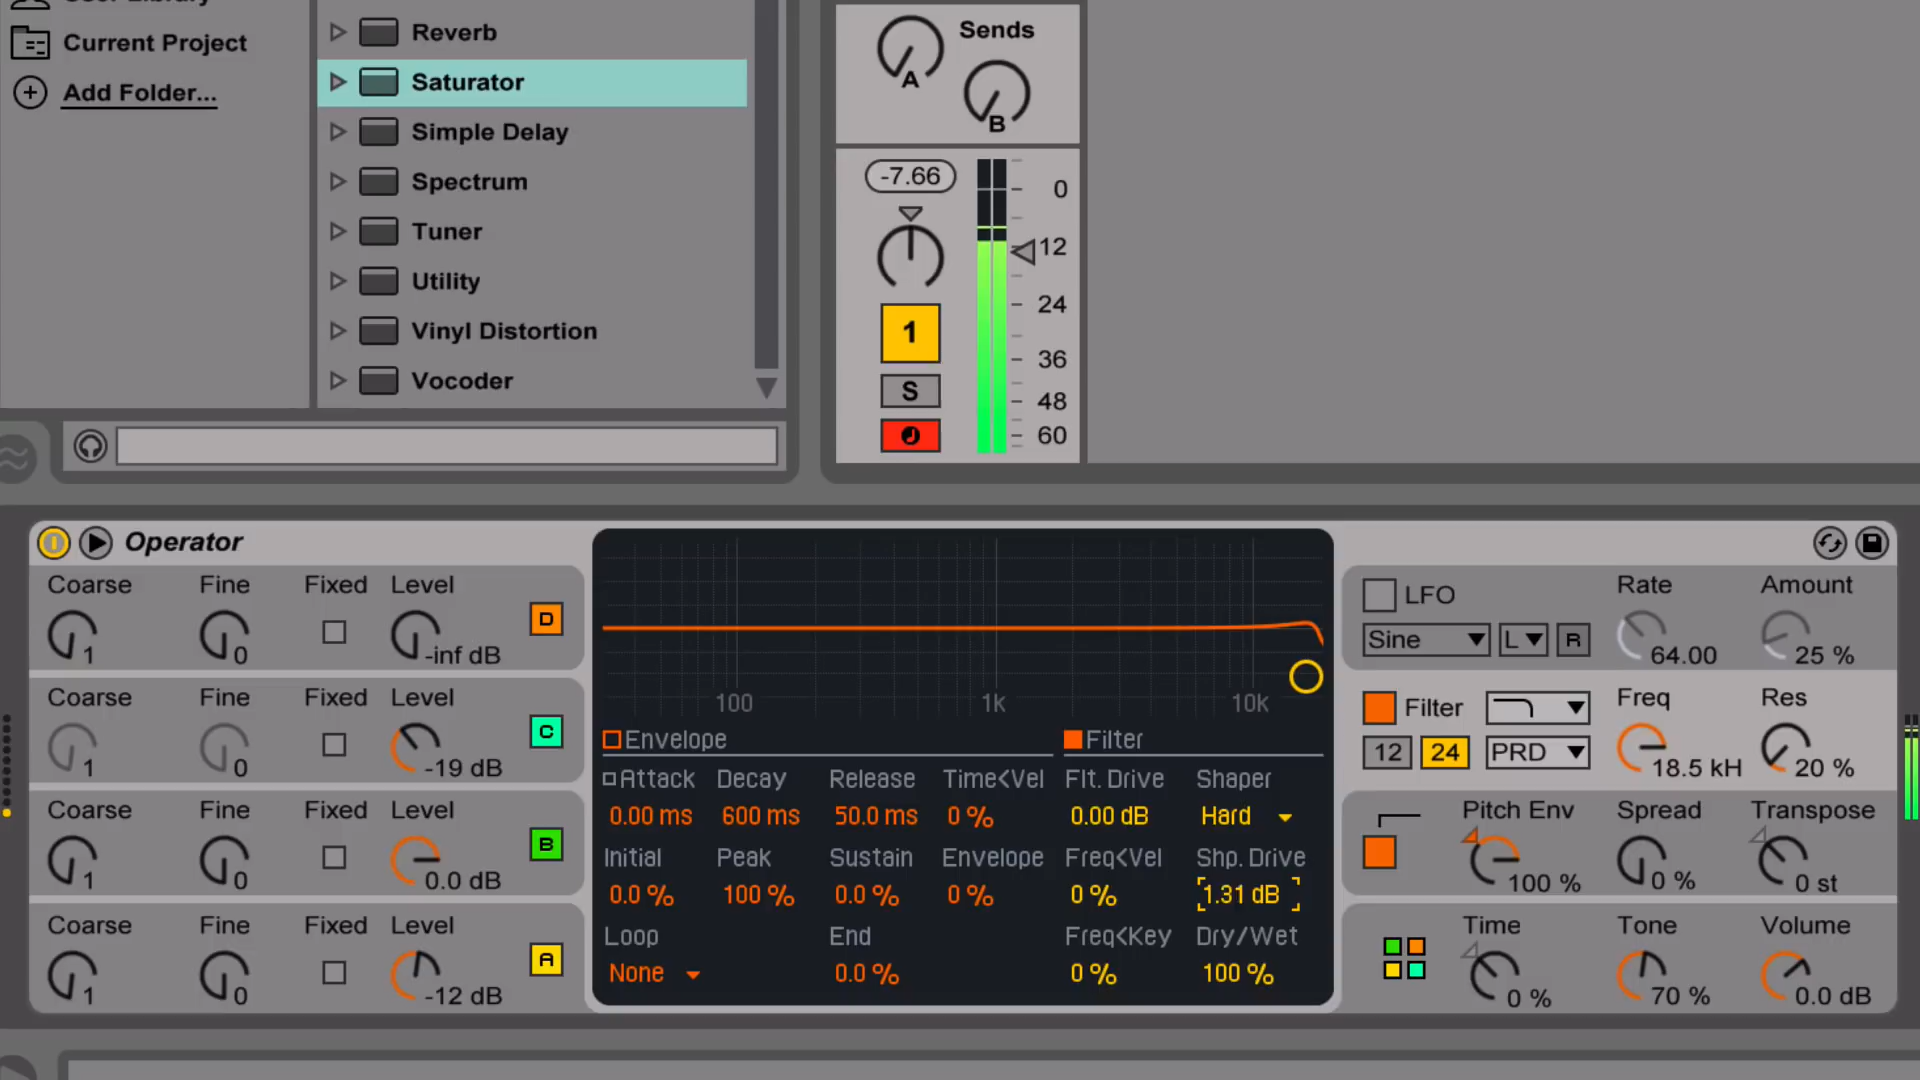 Current Project
Add Folder...
Reverb
Saturator
Simple Delay
Spectrum
Tuner
Utility
Vinyl Distortion
Vocoder
Sends
A
B
-7.66
0
12
24
36
48
60
1
S
Operator
Coarse Fine Fixed Level
1 0 -inf dB D
Coarse Fine Fixed Level
1 0 -19 dB C
Coarse Fine Fixed Level
1 0 0.0 dB B
Coarse Fine Fixed Level
1 0 -12 dB A
100 1k 10k
Envelope Filter
Attack Decay Release Time<Vel Flt. Drive Shaper
0.00 ms 600 ms 50.0 ms 0 % 0.00 dB Hard
Initial Peak Sustain Envelope Freq<Vel Shp. Drive
0.0 % 100 % 0.0 % 0 % 0 % 1.31 dB
Loop End Freq<Key Dry/Wet
None 0.0 % 0 % 100 %
LFO Rate Amount
Sine L R 64.00 25 %
Filter Freq Res
12 24 PRD 18.5 kH 20 %
Pitch Env Spread Transpose
100 % 0 % 0 st
Time Tone Volume
0 % 70 % 0.0 dB